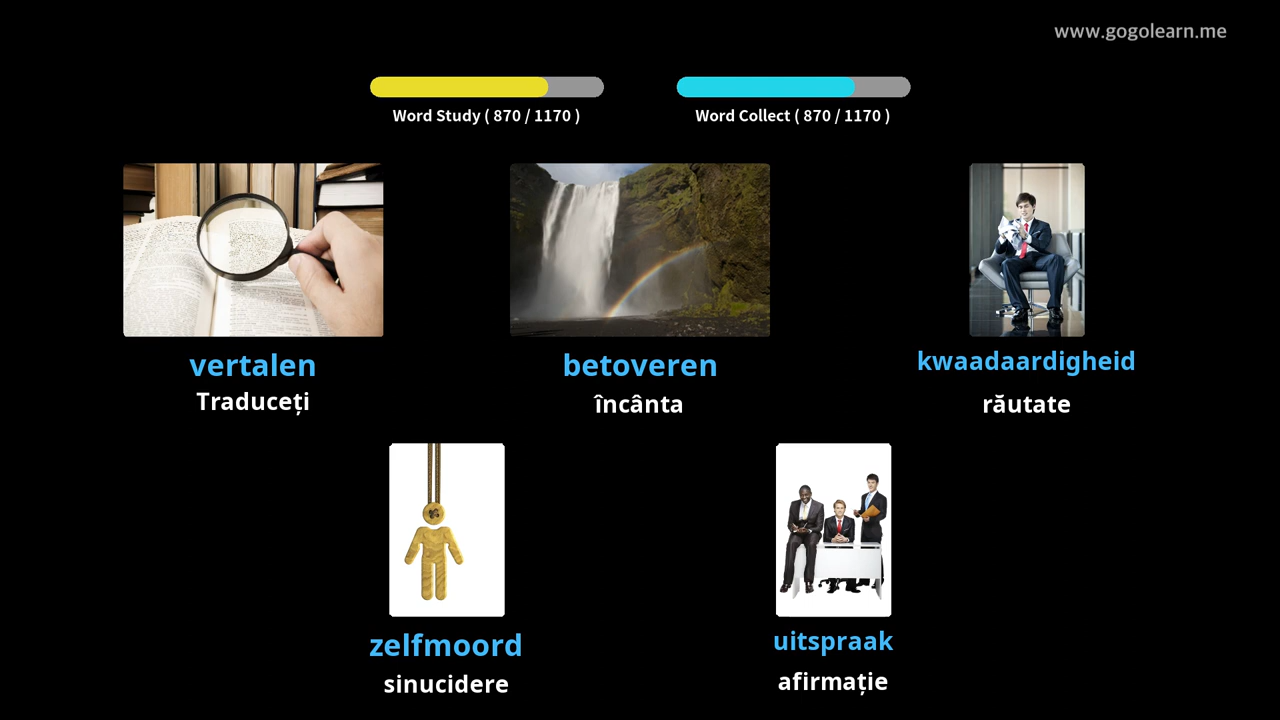 www.gogolearn.me
Word Study ( 870 / 1170 )
Word Collect ( 870 / 1170 )
vertalen
Traduceți
betoveren
încânta
kwaadaardigheid
răutate
zelfmoord
sinucidere
uitspraak
afirmație